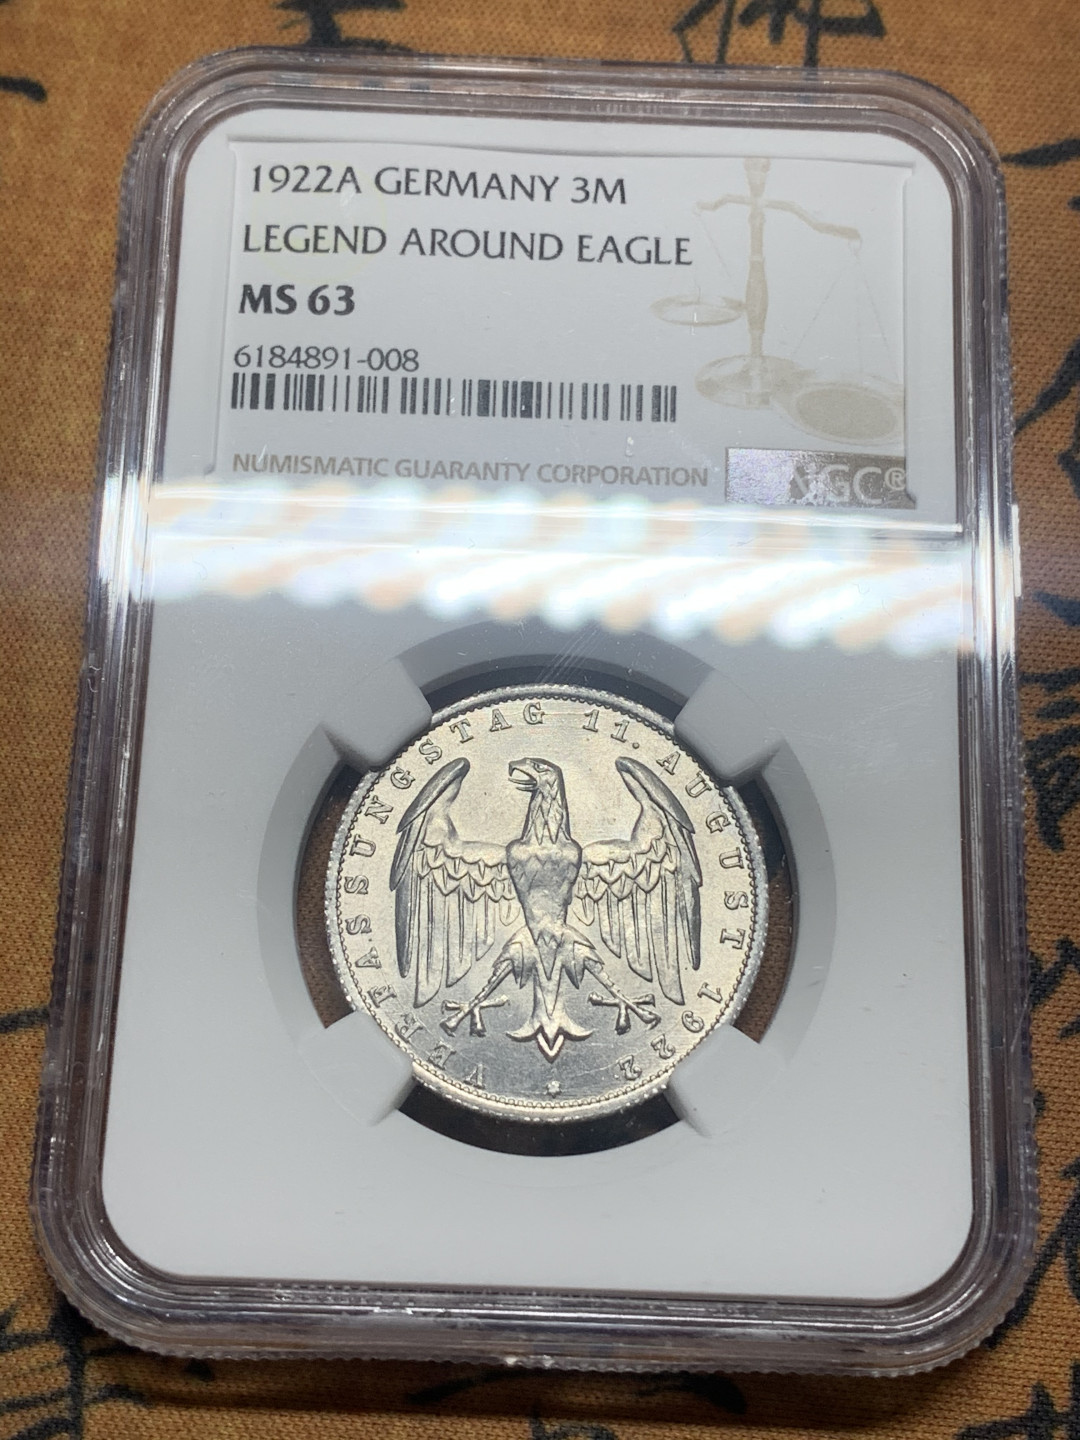 1922A GERMANY 3M
LEGEND AROUND EAGLE
MS 63
6184891-008
NUMISMATIC GUARANTY CORPORATION
NGC®
VERFASSUNGSTAG 11. AUGUST 1922